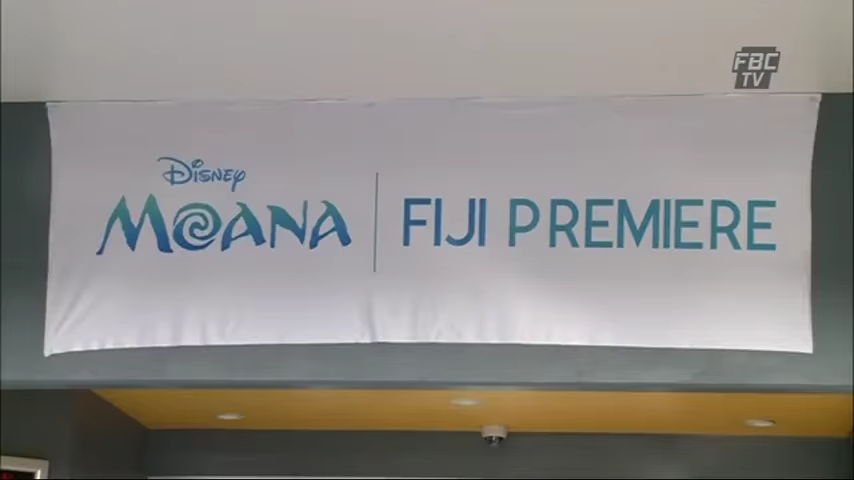 FBC
TV
Disney
MOANA
FIJI PREMIERE